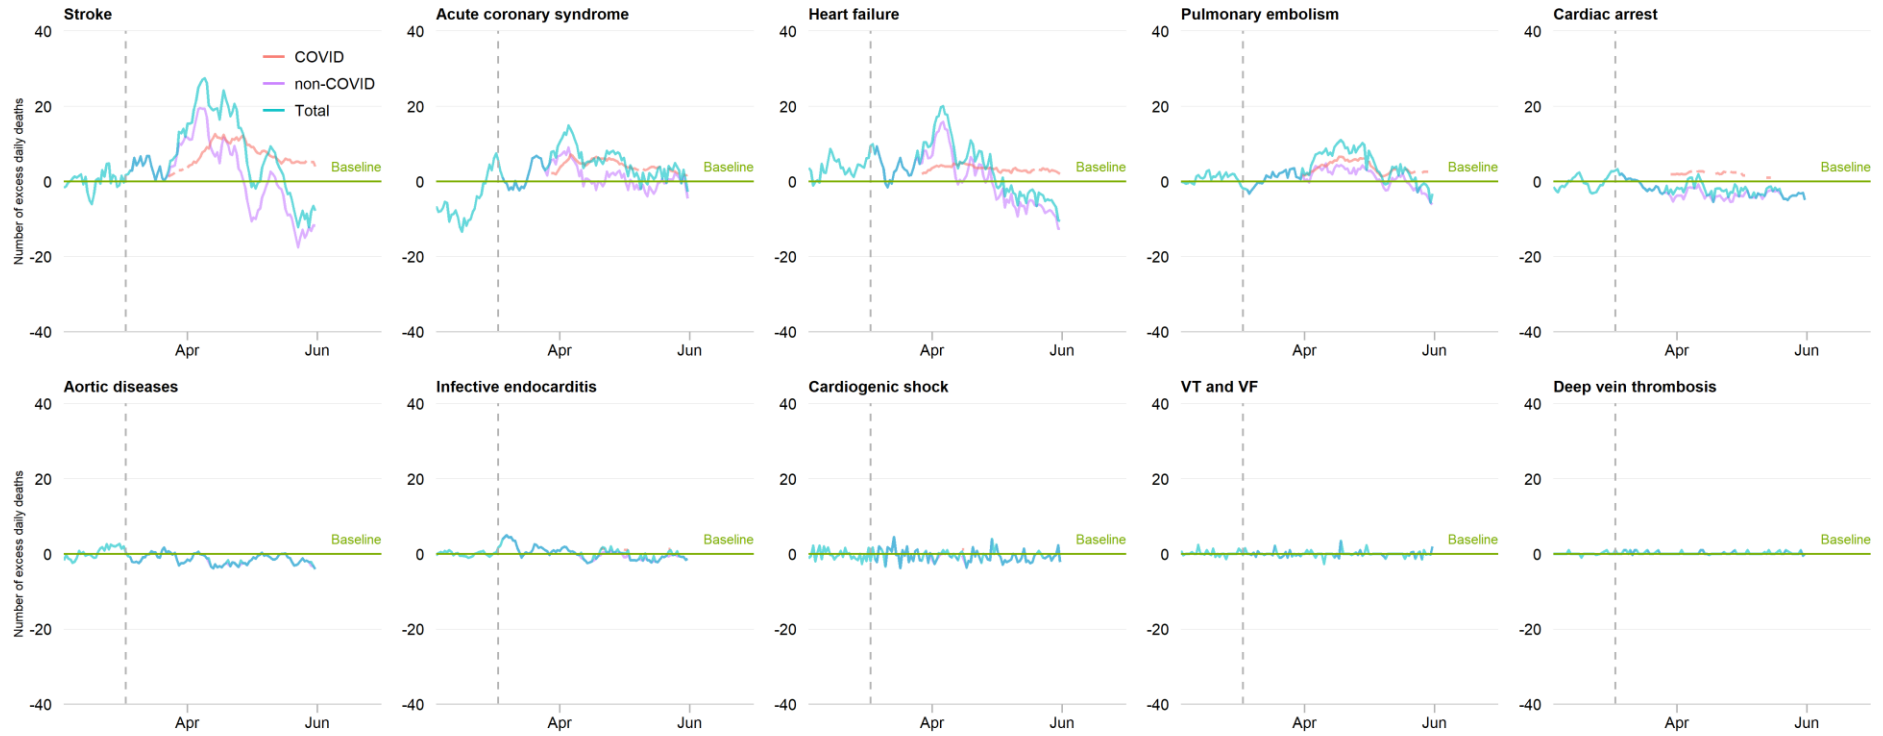 Stroke Acute coronary syndrome Heart failure Pulmonary embolism Cardiac arrest
40 40 40 40 40
COVID
non-COVID
20 20 20 20 20
Total
Number of excess daily deaths
Baseline Baseline Baseline Baseline Baseline
0 0 0 0 0
-20 -20 -20 -20 -20
-40 -40 -40 -40 -40
Apr Jun Apr Jun Apr Jun Apr Jun Apr Jun
Aortic diseases Infective endocarditis Cardiogenic shock VT and VF Deep vein thrombosis
40 40 40 40 40
20 20 20 20 20
Number of excess daily deaths
Baseline Baseline Baseline Baseline Baseline
0 0 0 0 0
-20 -20 -20 -20 -20
-40 -40 -40 -40 -40
Apr Jun Apr Jun Apr Jun Apr Jun Apr Jun